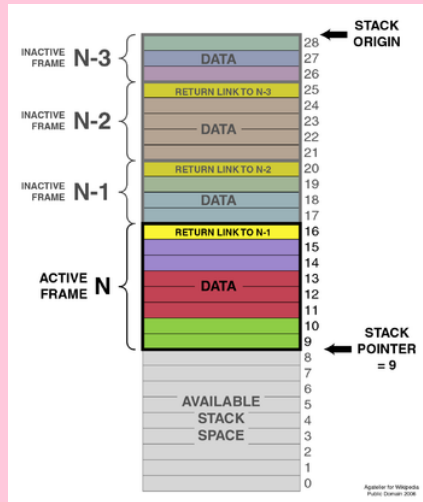 STACK
ORIGIN
INACTIVE
FRAME N-3
DATA
28
27
26
RETURN LINK TO N-3
25
INACTIVE
FRAME N-2
DATA
24
23
22
21
RETURN LINK TO N-2
20
INACTIVE
FRAME N-1
DATA
19
18
17
RETURN LINK TO N-1
16
ACTIVE
FRAME N
DATA
15
14
13
12
11
10
9
STACK
POINTER
= 9
AVAILABLE
STACK
SPACE
8
7
6
5
4
3
2
1
0
Agateller for Wikipedia
Public Domain 2006